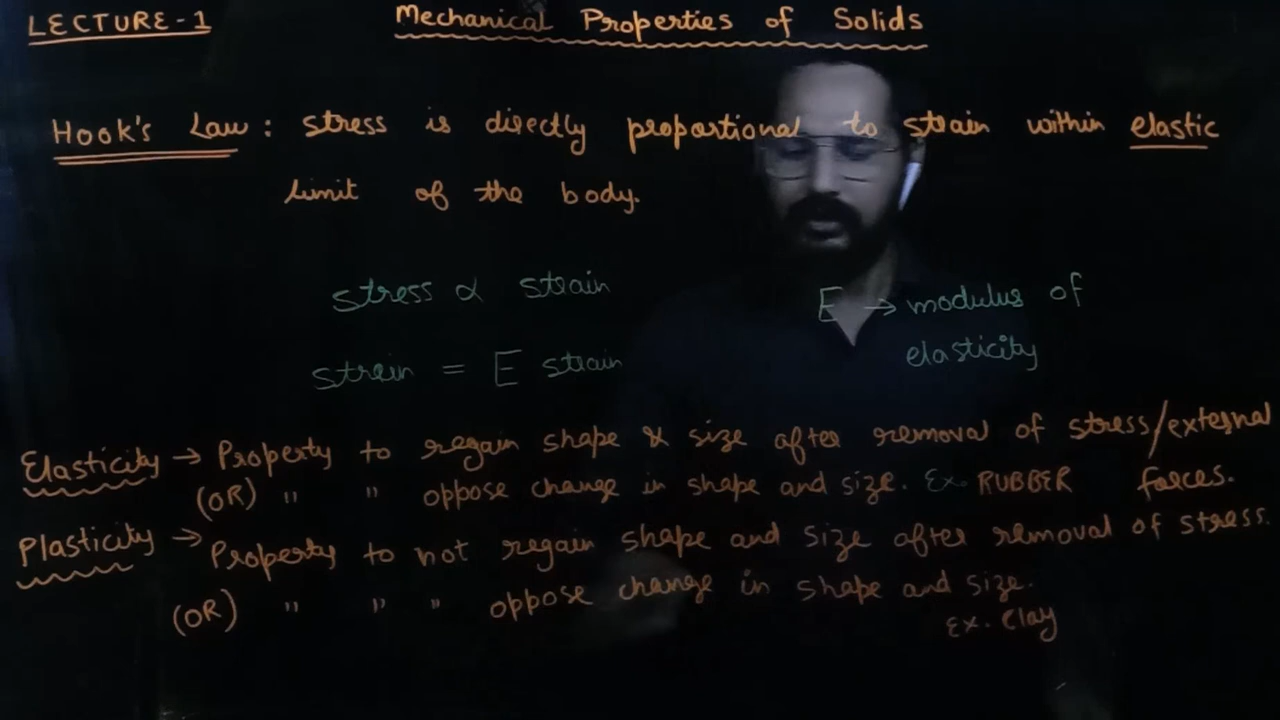 LECTURE-1
Mechanical Properties of Solids
Hook's Law: stress is directly proportional to strain within elastic
limit of the body.
stress ∝ strain
E → modulus of
elasticity
strain = E strain
Elasticity → Property to regain shape & size after removal of stress/external
(OR) " " oppose change in shape and size. Ex. RUBBER forces.
Plasticity → Property to not regain shape and size after removal of stress.
(OR) " " " oppose change in shape and size.
Ex. Clay